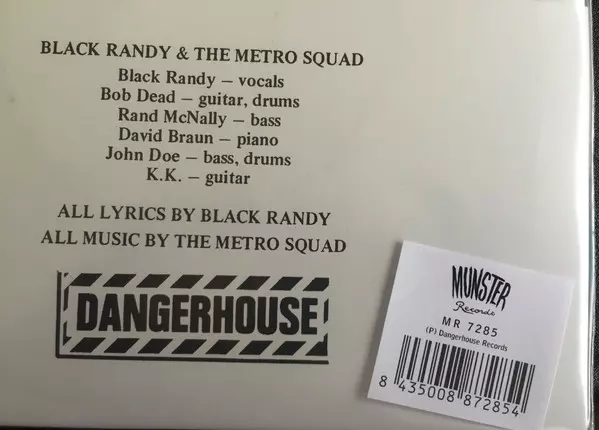 BLACK RANDY & THE METRO SQUAD
Black Randy – vocals
Bob Dead – guitar, drums
Rand McNally – bass
David Braun – piano
John Doe – bass, drums
K.K. – guitar
ALL LYRICS BY BLACK RANDY
ALL MUSIC BY THE METRO SQUAD
DANGERHOUSE
MUNSTER
Records
MR 7285
(P) Dangerhouse Records
8 435008 872854